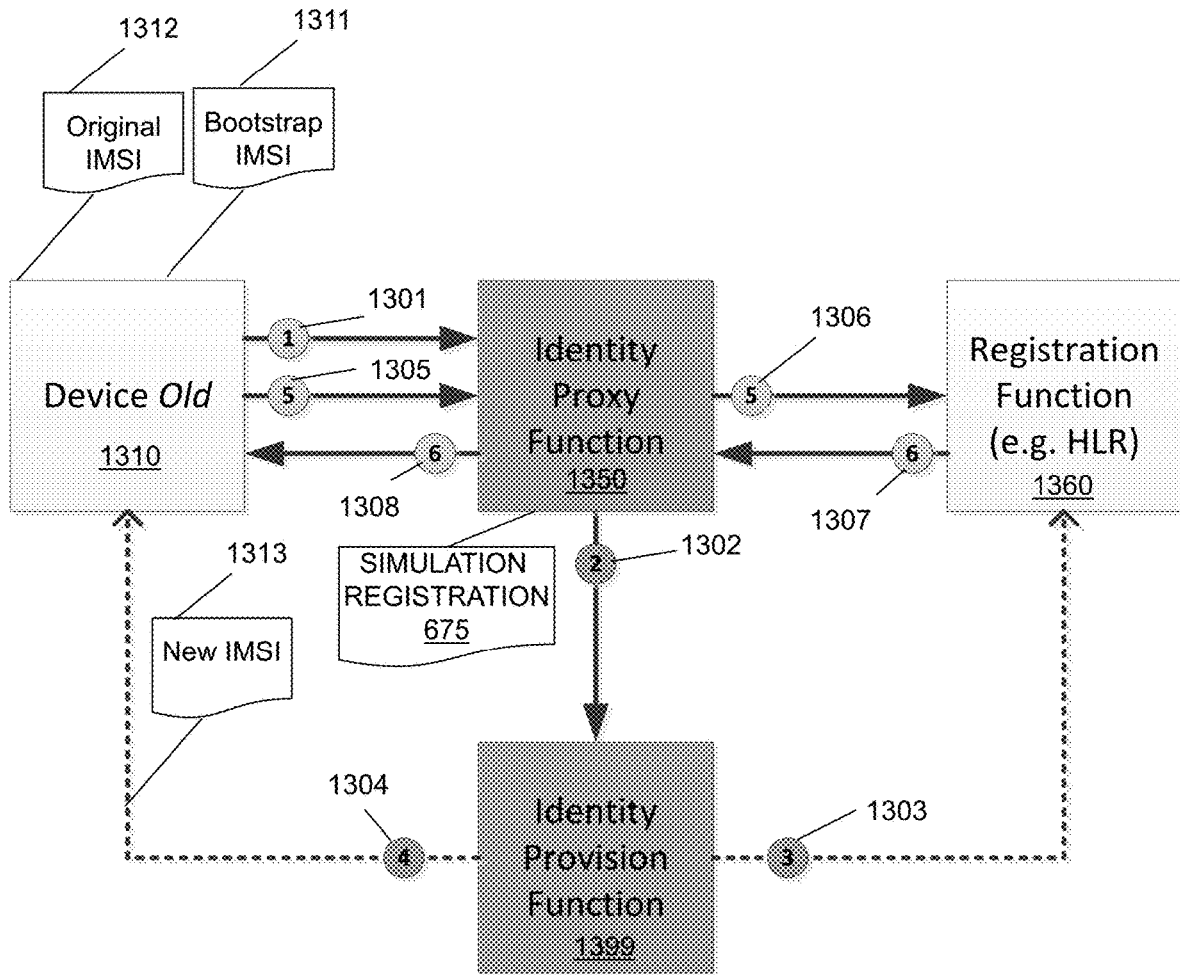 1312
1311
Original
IMSI
Bootstrap
IMSI
1301
1
1305
5
Device Old
1310
6
1308
Identity
Proxy
Function
1350
1306
5
6
1307
Registration
Function
(e.g. HLR)
1360
1313
New IMSI
SIMULATION
REGISTRATION
675
2
1302
1304
4
Identity
Provision
Function
1399
1303
3